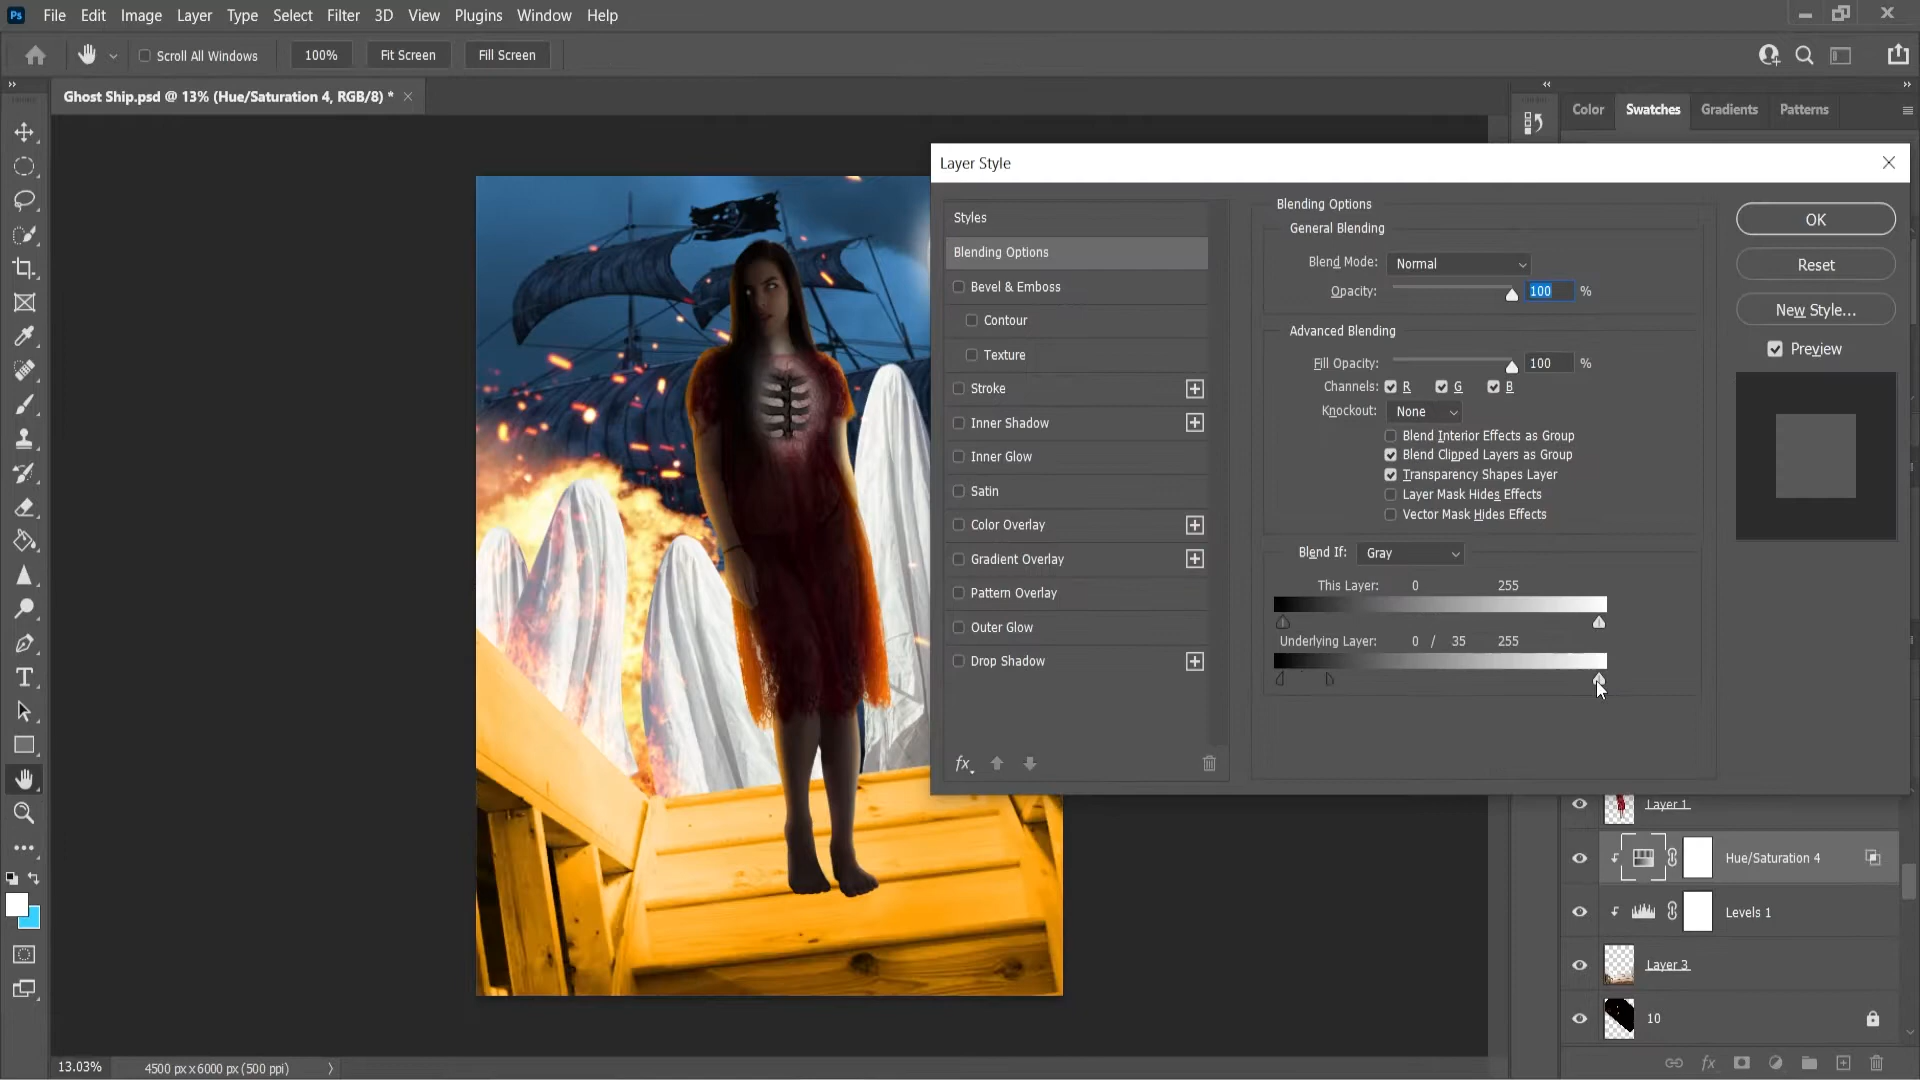 Ps File Edit Image Layer Type Select Filter 3D View Plugins Window Help
Scroll All Windows 100% Fit Screen Fill Screen
Ghost Ship.psd @ 13% (Hue/Saturation 4, RGB/8) *
Color Swatches Gradients Patterns
Layer Style
Styles
Blending Options
Bevel & Emboss
Contour
Texture
Stroke
Inner Shadow
Inner Glow
Satin
Color Overlay
Gradient Overlay
Pattern Overlay
Outer Glow
Drop Shadow
fx
Blending Options
General Blending
Blend Mode: Normal
Opacity: 100 %
Advanced Blending
Fill Opacity: 100 %
Channels: R G B
Knockout: None
Blend Interior Effects as Group
Blend Clipped Layers as Group
Transparency Shapes Layer
Layer Mask Hides Effects
Vector Mask Hides Effects
Blend If: Gray
This Layer: 0 255
Underlying Layer: 0 / 35 255
OK
Reset
New Style...
Preview
Layer 1
Hue/Saturation 4
Levels 1
Layer 3
10
fx
13.03% 4500 px x 6000 px (500 ppi)